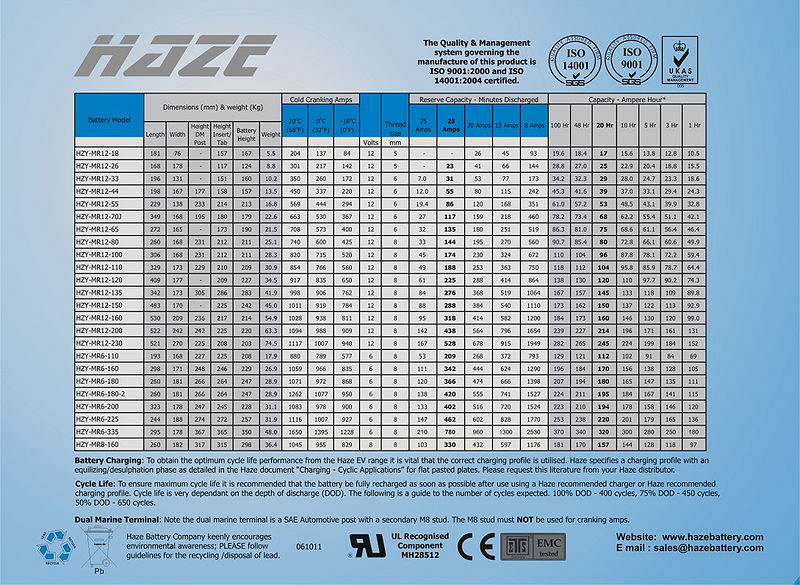 HAZE
The Quality & Management
system governing the
manufacture of this product is
ISO 9001:2000 and ISO
14001:2004 certified.
ISO
14001
SGS
ISO
9001
SGS
UKAS
QUALITY
MANAGEMENT
005
Battery Model Dimensions (mm) & weight (Kg) Cold Cranking Amps Reserve Capacity - Minutes Discharged Capacity - Ampere Hour*
Length Width Height DM Post Height Insert/ Tab Battery Height Weight 20°C (68°F) 0°C (32°F) -18°C (0°F) Volts Thread size mm 75 Amps 25 Amps 20 Amps 15 Amps 8 Amps 100 Hr 48 Hr 20 Hr 10 Hr 5 Hr 3 Hr 1 Hr
HZY-MR12-18 181 76 - 157 167 5.5 204 137 84 12 5 - - 26 45 93 19.6 18.4 17 15.6 13.8 12.8 10.5
HZY-MR12-26 168 178 - 117 124 8.8 301 217 142 12 5 - 23 41 66 144 28.8 27.0 25 22.9 20.4 18.8 15.5
HZY-MR12-33 196 131 - 151 160 10.2 350 260 172 12 6 7.0 31 53 77 173 34.2 32.3 29 28.0 24.7 23.3 18.6
HZY-MR12-44 198 167 177 158 157 13.5 450 337 220 12 6 12.0 55 80 115 242 45.3 41.6 39 37.0 33.1 29.4 24.3
HZY-MR12-55 229 138 233 214 213 16.8 569 444 294 12 6 19.4 86 120 168 351 61.0 57.2 53 48.5 43.1 39.9 32.8
HZY-MR12-70J 349 168 195 180 179 22.6 663 530 367 12 6 27 117 159 218 460 78.2 73.4 68 62.2 55.4 51.1 42.1
HZY-MR12-65 272 165 - 173 190 21.5 708 573 400 12 6 32 135 180 251 519 86.3 81.0 75 68.6 61.1 56.4 46.4
HZY-MR12-80 260 168 231 212 211 25.1 740 600 425 12 8 33 144 195 270 560 90.7 85.4 80 72.8 66.1 60.6 49.9
HZY-MR12-100 306 168 231 212 211 28.3 820 715 520 12 8 45 174 230 324 672 110 104 96 87.8 78.1 72.2 59.4
HZY-MR12-110 329 173 229 210 209 30.9 854 766 560 12 8 49 188 253 363 750 118 112 104 95.8 85.9 78.7 64.4
HZY-MR12-120 409 177 - 209 227 34.5 917 835 650 12 8 61 225 288 414 864 138 130 120 110 97.7 90.2 74.3
HZY-MR12-135 342 173 305 286 283 41.9 998 906 762 12 8 84 276 368 519 1064 167 157 145 133 118 109 89.8
HZY-MR12-150 483 170 - 225 242 45.0 1011 919 784 12 8 88 288 384 540 1110 173 162 150 137 122 113 92.9
HZY-MR12-160 530 209 236 217 214 54.9 1028 938 811 12 8 95 318 414 582 1200 184 173 160 146 130 120 99.0
HZY-MR12-200 522 242 242 225 220 63.3 1094 988 909 12 8 142 438 564 796 1654 239 227 214 196 171 161 131
HZY-MR12-230 521 270 225 208 203 74.5 1117 1007 940 12 8 167 528 678 915 1949 282 265 245 224 199 184 152
HZY-MR6-110 193 168 227 225 208 17.9 880 789 577 6 8 53 209 268 372 793 129 121 112 102 91 84 69
HZY-MR6-160 298 171 248 246 229 26.9 1059 966 835 6 8 111 342 444 624 1290 196 184 170 156 138 128 105
HZY-MR6-180 260 181 266 264 247 28.9 1071 972 868 6 8 120 366 474 666 1398 207 194 180 165 147 135 111
HZY-MR6-180-2 260 181 266 264 247 28.9 1262 1077 950 6 8 138 420 555 741 1527 224 211 195 184 167 141 115
HZY-MR6-200 323 178 247 245 228 31.1 1083 978 900 6 8 133 402 516 720 1524 223 210 194 178 158 146 120
HZY-MR6-225 244 188 274 272 257 31.9 1116 1007 927 6 8 147 462 602 828 1770 253 238 220 201 179 165 136
HZY-MR6-335 295 178 367 365 350 48.0 1650 1395 1228 6 8 210 780 960 1300 2530 370 340 320 300 280 250 180
HZY-MR8-160 260 182 317 315 298 36.4 1045 955 829 8 8 103 330 432 597 1176 181 170 157 144 128 118 97
Battery Charging: To obtain the optimum cycle life performance from the Haze EV range it is vital that the correct charging profile is utilised. Haze specifies a charging profile with an
equilizing/desulphation phase as detailed in the Haze document "Charging - Cyclic Applications" for flat pasted plates. Please request this literature from your Haze distributor.
Cycle Life: To ensure maximum cycle life it is recommended that the battery be fully recharged as soon as possible after use using a Haze recommended charger or Haze recommended
charging profile. Cycle life is very dependant on the depth of discharge (DOD). The following is a guide to the number of cycles expected. 100% DOD - 400 cycles, 75% DOD - 450 cycles,
50% DOD - 650 cycles.
Dual Marine Terminal: Note the dual marine terminal is a SAE Automotive post with a secondary M8 stud. The M8 stud must NOT be used for cranking amps.
RECYCLE
Pb
Haze Battery Company keenly encourages
environmental awareness; PLEASE follow
guidelines for the recycling /disposal of lead.
061011
UL Recognised
Component
MH28512
CE
ETS
EMC
tested
Website: www.hazebattery.com
E mail : sales@hazebattery.com